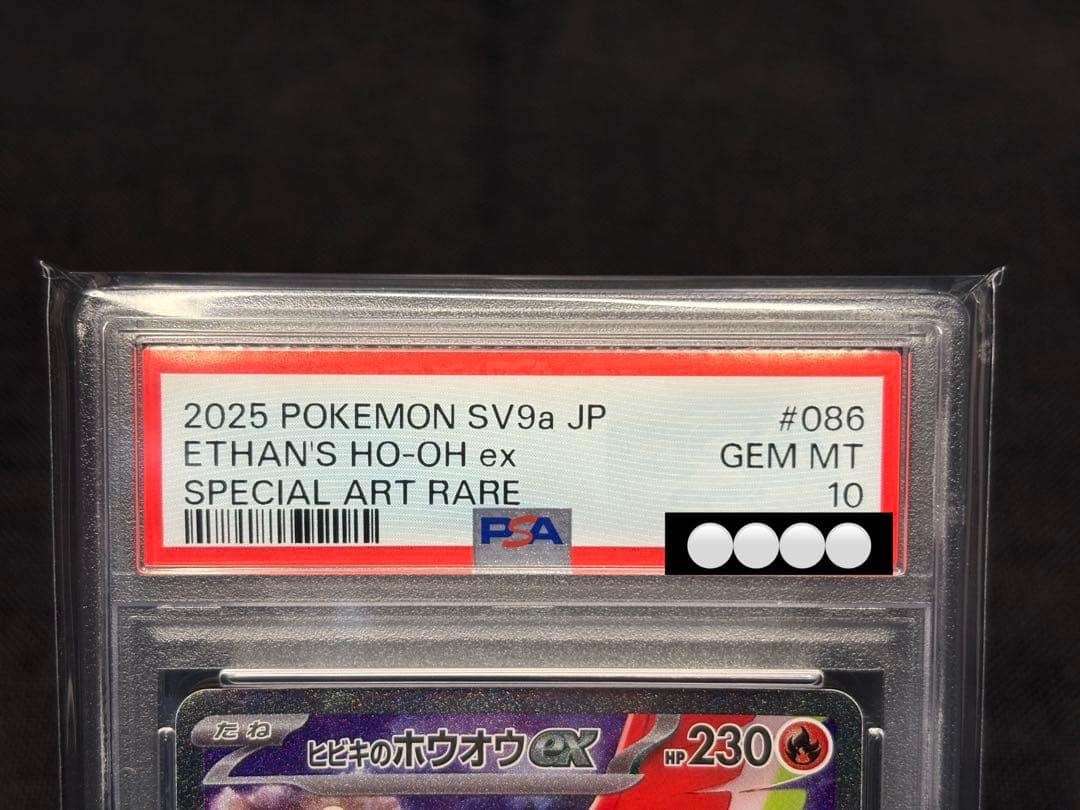 2025 POKEMON SV9a JP #086
ETHAN'S HO-OH ex GEM MT
SPECIAL ART RARE 10
PSA
たね ヒビキのホウオウex HP230